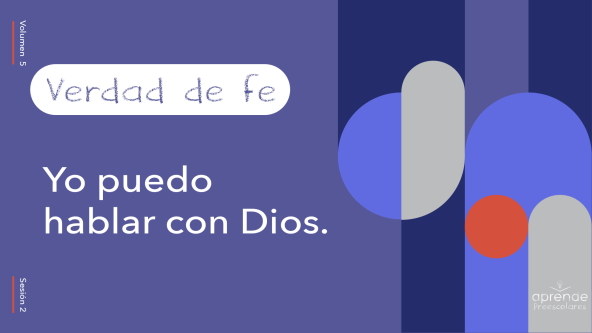 Volumen 5
Verdad de fe
Yo puedo
hablar con Dios.
Sesión 2
aprende
Preescolares